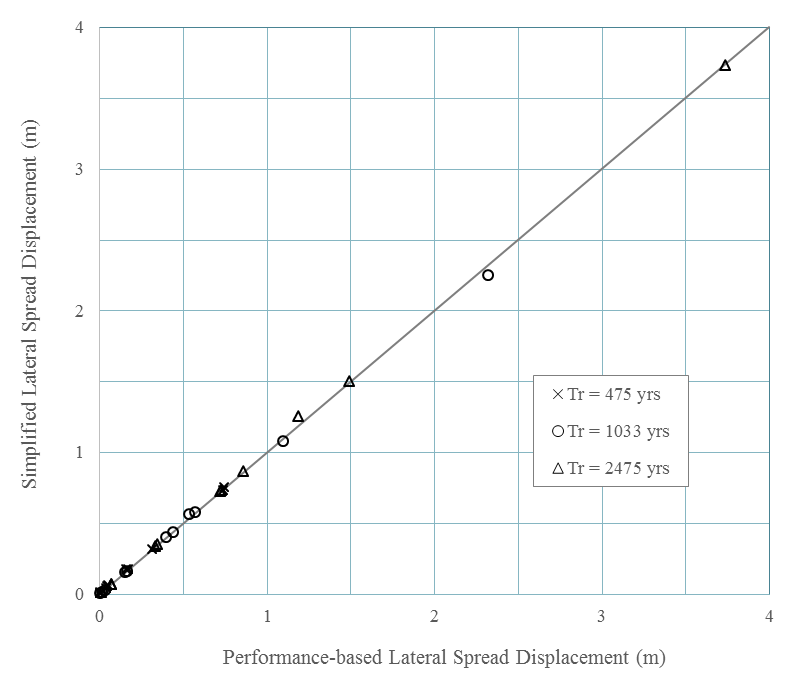 4
3
2
1
0
0 1 2 3 4
Simplified Lateral Spread Displacement (m)
Performance-based Lateral Spread Displacement (m)
Tr = 475 yrs
Tr = 1033 yrs
Tr = 2475 yrs